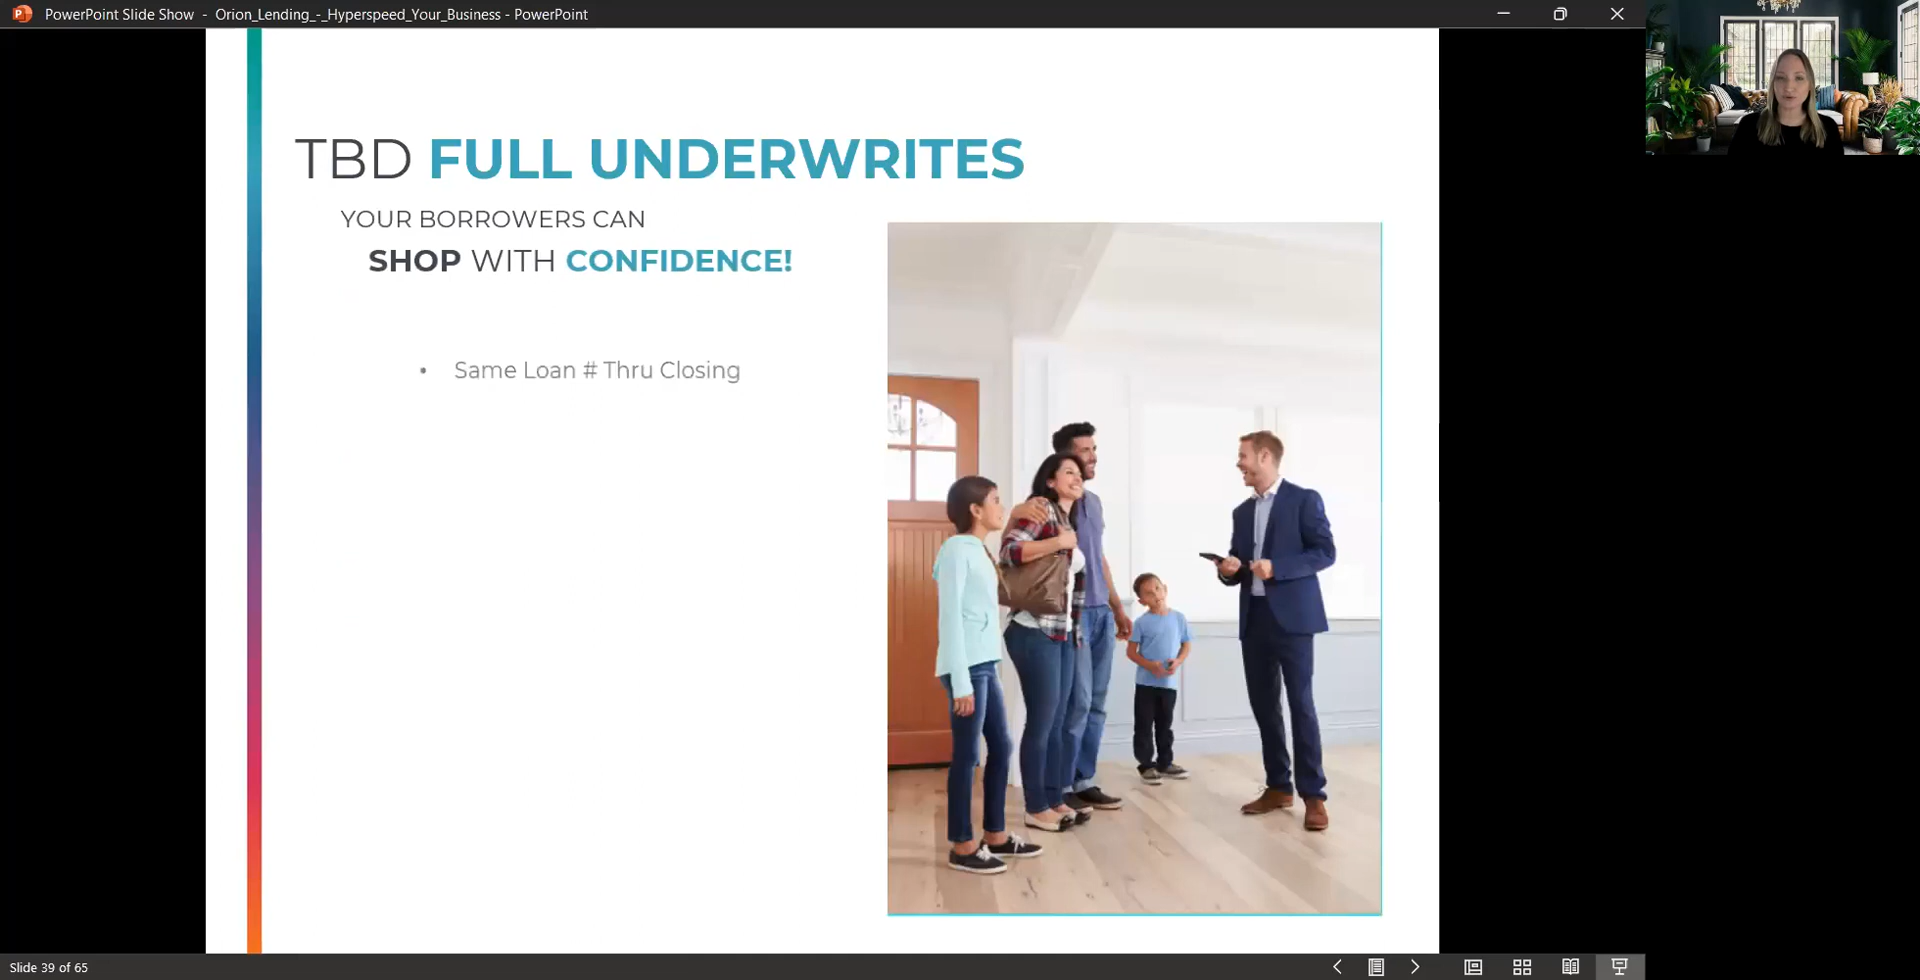 PowerPoint Slide Show - Orion_Lending_-_Hyperspeed_Your_Business - PowerPoint
TBD FULL UNDERWRITES
YOUR BORROWERS CAN
SHOP WITH CONFIDENCE!
• Same Loan # Thru Closing
Slide 39 of 65